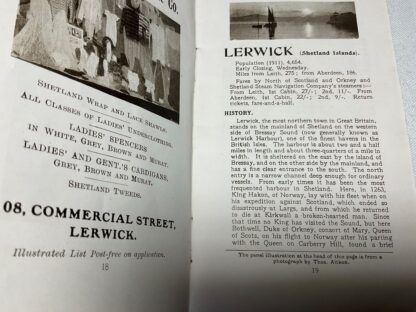 Co.
SHETLAND WRAP AND LACE SHAWLS.
ALL CLASSES OF LADIES' UNDERCLOTHING.
LADIES' SPENCERS
IN WHITE, GREY, BROWN AND MURAT.
LADIES' AND GENT.'S CARDIGANS,
GREY, BROWN AND MURAT.
SHETLAND TWEEDS.
08, COMMERCIAL STREET,
LERWICK.
Illustrated List Post-free on application.
18
LERWICK
(Shetland Islands).
Population (1911), 4,654.
Early Closing, Wednesday.
Miles from Leith, 275; from Aberdeen, 186.
Fares by North of Scotland and Orkney and
Shetland Steam Navigation Company's steamers:—
From Leith, 1st Cabin, 27/-; 2nd, 11/-. From
Aberdeen, 1st Cabin, 22/-; 2nd, 9/-. Return
tickets, fare-and-a-half.
HISTORY.
Lerwick, the most northern town in Great Britain,
stands on the mainland of Shetland on the western
side of Bressay Sound (now generally known as
Lerwick Harbour), one of the finest havens in the
British Isles. The harbour is about two and a half
miles in length and about three-quarters of a mile in
width. It is sheltered on the east by the island of
Bressay, and on the other side by the mainland, and
has a fine clear entrance to the south. The north
entry is a narrow channel deep enough for ordinary
vessels. From early times it has been the most
frequented harbour in Shetland. Here, in 1263,
King Hakon, of Norway, lay with his fleet when on
his expedition against Scotland, which ended so
disastrously at Largs, and from which he returned
to die at Kirkwall a broken-hearted man. Since
that time no King has visited the Sound, but here
Bothwell, Duke of Orkney, consort of Mary, Queen
of Scots, on his flight to Norway after his parting
with the Queen on Carberry Hill, found a brief
The panel illustration at the head of this page is from a
photograph by Thos. Aitken.
19